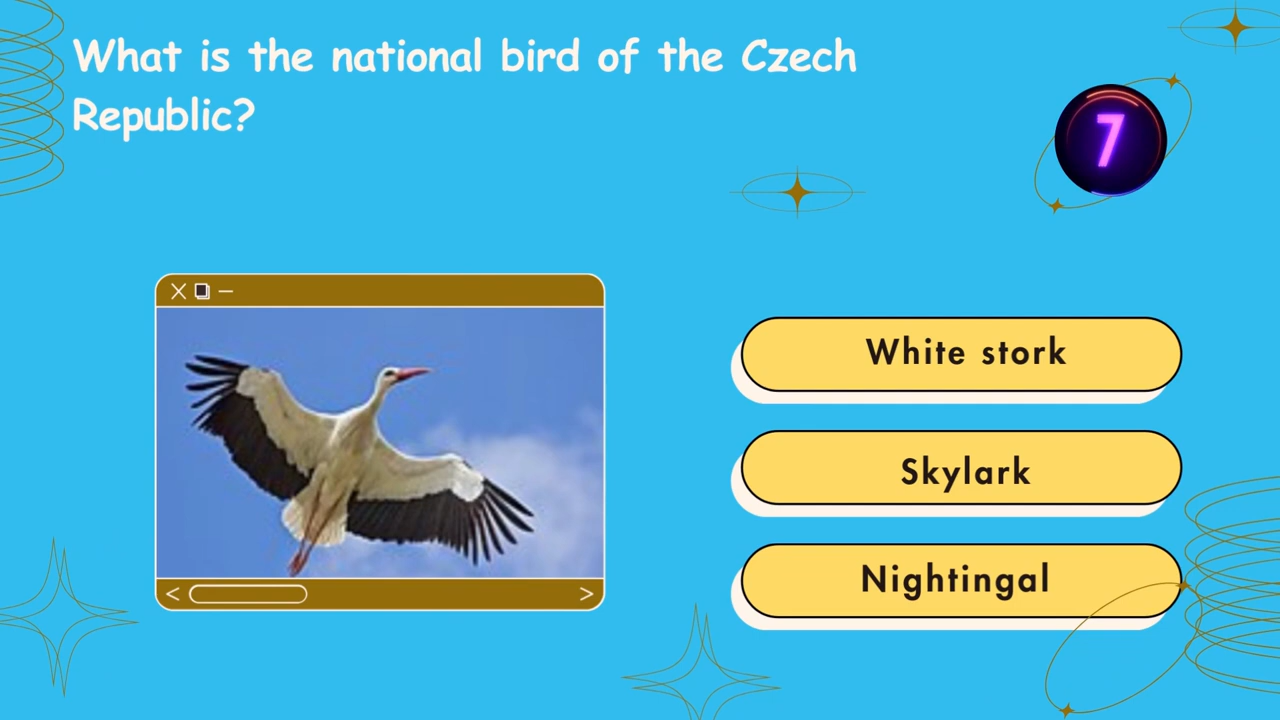 What is the national bird of the Czech
Republic?
7
White stork
Skylark
Nightingal